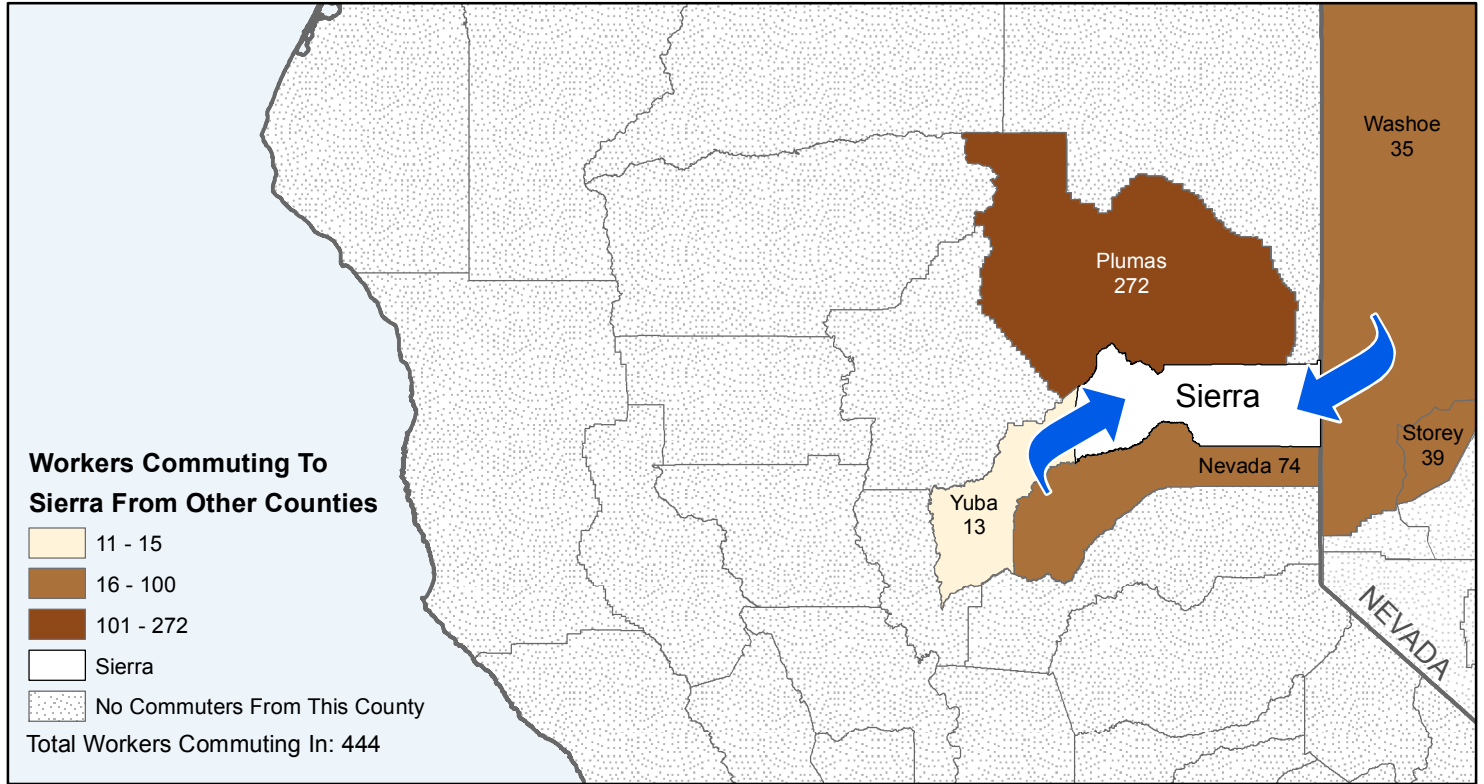 Washoe
35
Plumas
272
Sierra
Storey
39
Nevada 74
Yuba
13
NEVADA
Workers Commuting To
Sierra From Other Counties
11 - 15
16 - 100
101 - 272
Sierra
No Commuters From This County
Total Workers Commuting In: 444